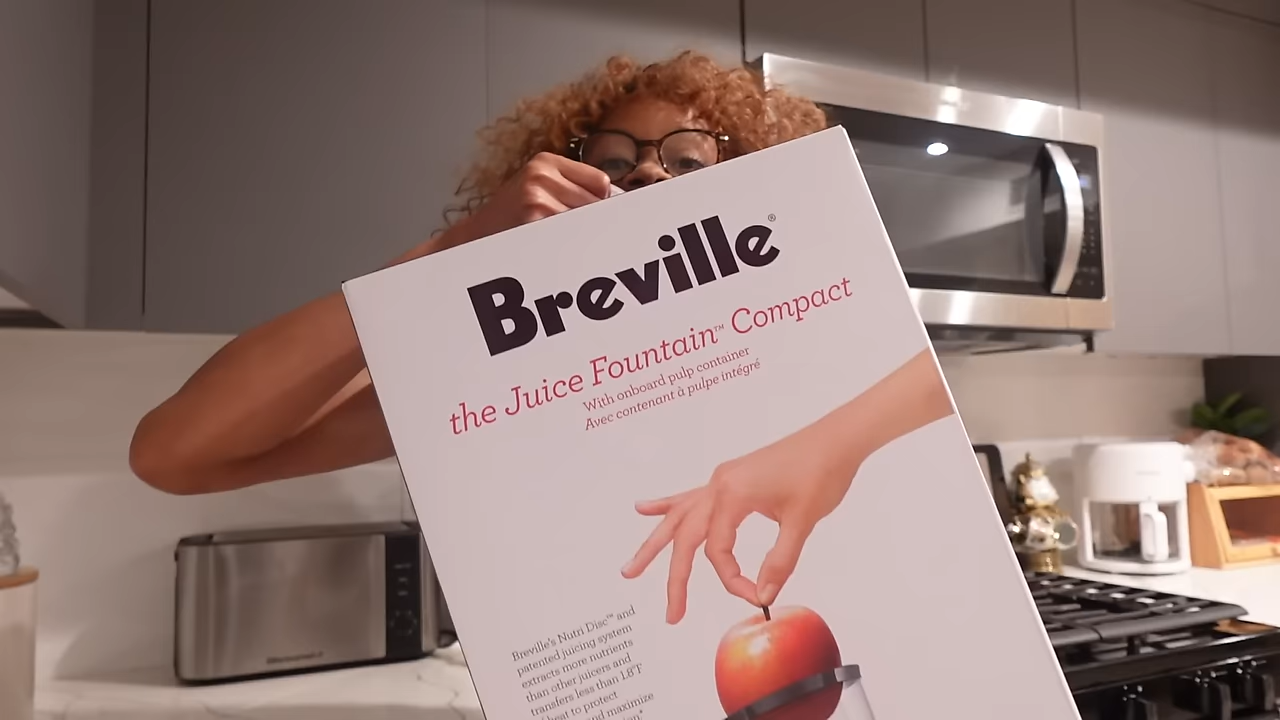 Breville®
the Juice Fountain™ Compact
With onboard pulp container
Avec contenant à pulpe intégré
Breville's Nutri Disc™ and
patented juicing system
extracts more nutrients
than other juicers and
transfers less than 1.8°F
heat to protect
and maximize